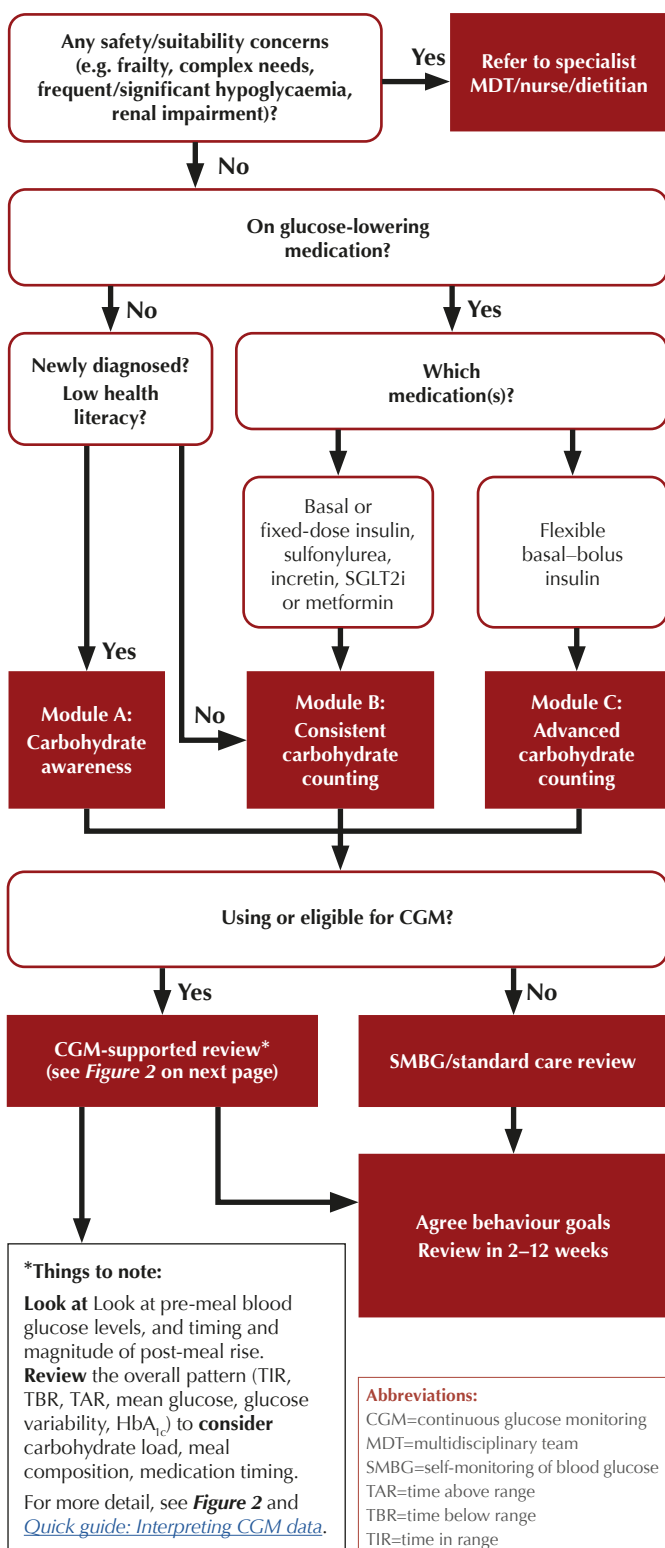 Any safety/suitability concerns
(e.g. frailty, complex needs,
frequent/significant hypoglycaemia,
renal impairment)?
Yes
Refer to specialist
MDT/nurse/dietitian
No
On glucose-lowering
medication?
No
Yes
Newly diagnosed?
Low health
literacy?
Which
medication(s)?
Basal or
fixed-dose insulin,
sulfonylurea,
incretin, SGLT2i
or metformin
Flexible
basal–bolus
insulin
Yes
No
Module A:
Carbohydrate
awareness
Module B:
Consistent
carbohydrate
counting
Module C:
Advanced
carbohydrate
counting
Using or eligible for CGM?
Yes
No
CGM-supported review*
(see Figure 2 on next page)
SMBG/standard care review
Agree behaviour goals
Review in 2–12 weeks
*Things to note:
Look at Look at pre-meal blood
glucose levels, and timing and
magnitude of post-meal rise.
Review the overall pattern (TIR,
TBR, TAR, mean glucose, glucose
variability, HbA1c) to consider
carbohydrate load, meal
composition, medication timing.
For more detail, see Figure 2 and
Quick guide: Interpreting CGM data.
Abbreviations:
CGM=continuous glucose monitoring
MDT=multidisciplinary team
SMBG=self-monitoring of blood glucose
TAR=time above range
TBR=time below range
TIR=time in range